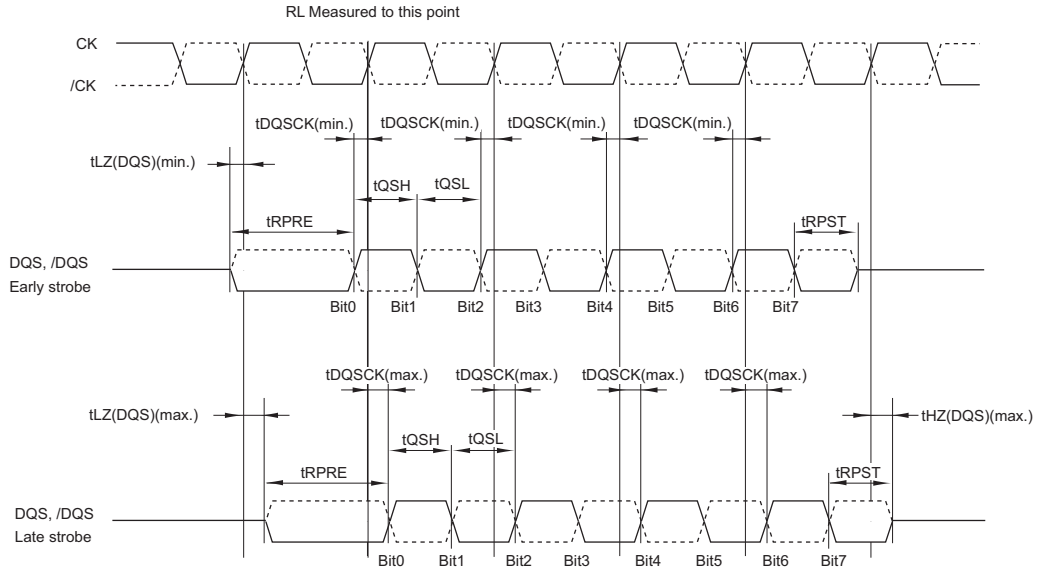 RL Measured to this point
CK
/CK
tDQSCK(min.) tDQSCK(min.) tDQSCK(min.) tDQSCK(min.)
tLZ(DQS)(min.)
tQSH tQSL
tRPRE tRPST
DQS, /DQS
Early strobe
Bit0 Bit1 Bit2 Bit3 Bit4 Bit5 Bit6 Bit7
tDQSCK(max.) tDQSCK(max.) tDQSCK(max.) tDQSCK(max.)
tLZ(DQS)(max.) tHZ(DQS)(max.)
tQSH tQSL
tRPRE tRPST
DQS, /DQS
Late strobe
Bit0 Bit1 Bit2 Bit3 Bit4 Bit5 Bit6 Bit7